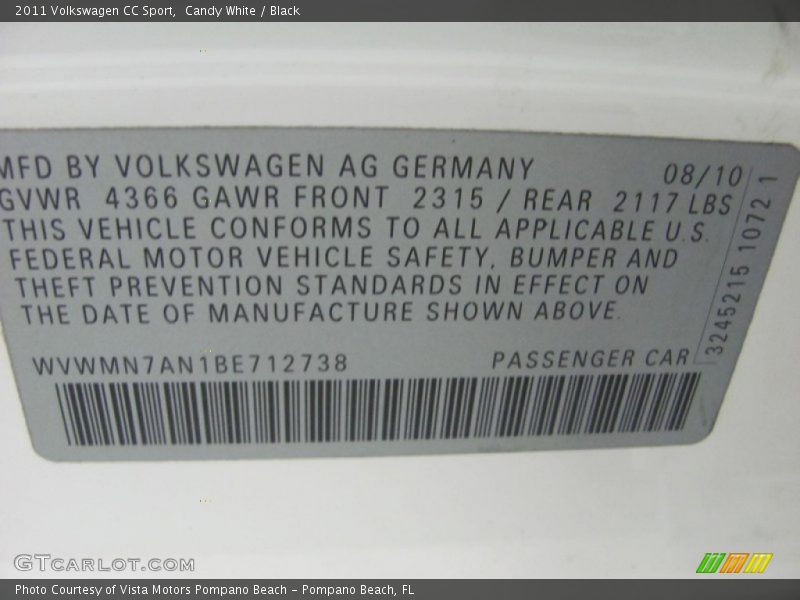 2011 Volkswagen CC Sport,  Candy White / Black
MFD BY VOLKSWAGEN AG GERMANY 08/10
GVWR 4366 GAWR FRONT 2315 / REAR 2117 LBS
THIS VEHICLE CONFORMS TO ALL APPLICABLE U.S.
FEDERAL MOTOR VEHICLE SAFETY, BUMPER AND
THEFT PREVENTION STANDARDS IN EFFECT ON
THE DATE OF MANUFACTURE SHOWN ABOVE.
WVWMN7AN1BE712738 PASSENGER CAR
3245215 1072 1
GTCARLOT.COM
Photo Courtesy of Vista Motors Pompano Beach - Pompano Beach, FL